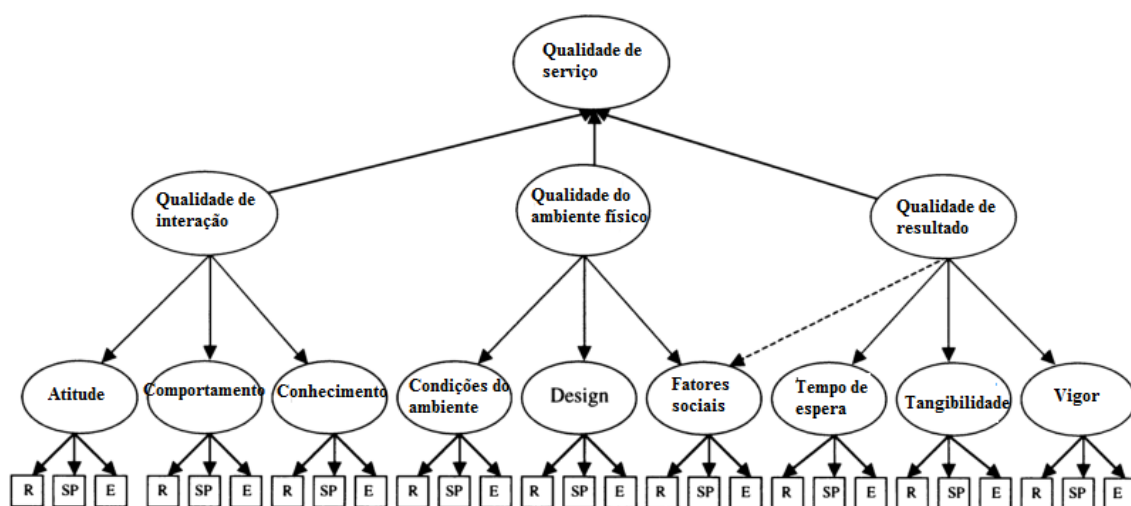 Qualidade de
serviço
Qualidade de
interação
Qualidade do
ambiente físico
Qualidade de
resultado
Atitude
Comportamento
Conhecimento
Condições do
ambiente
Design
Fatores
sociais
Tempo de
espera
Tangibilidade
Vigor
R SP E R SP E R SP E R SP E R SP E R SP E R SP E R SP E R SP E